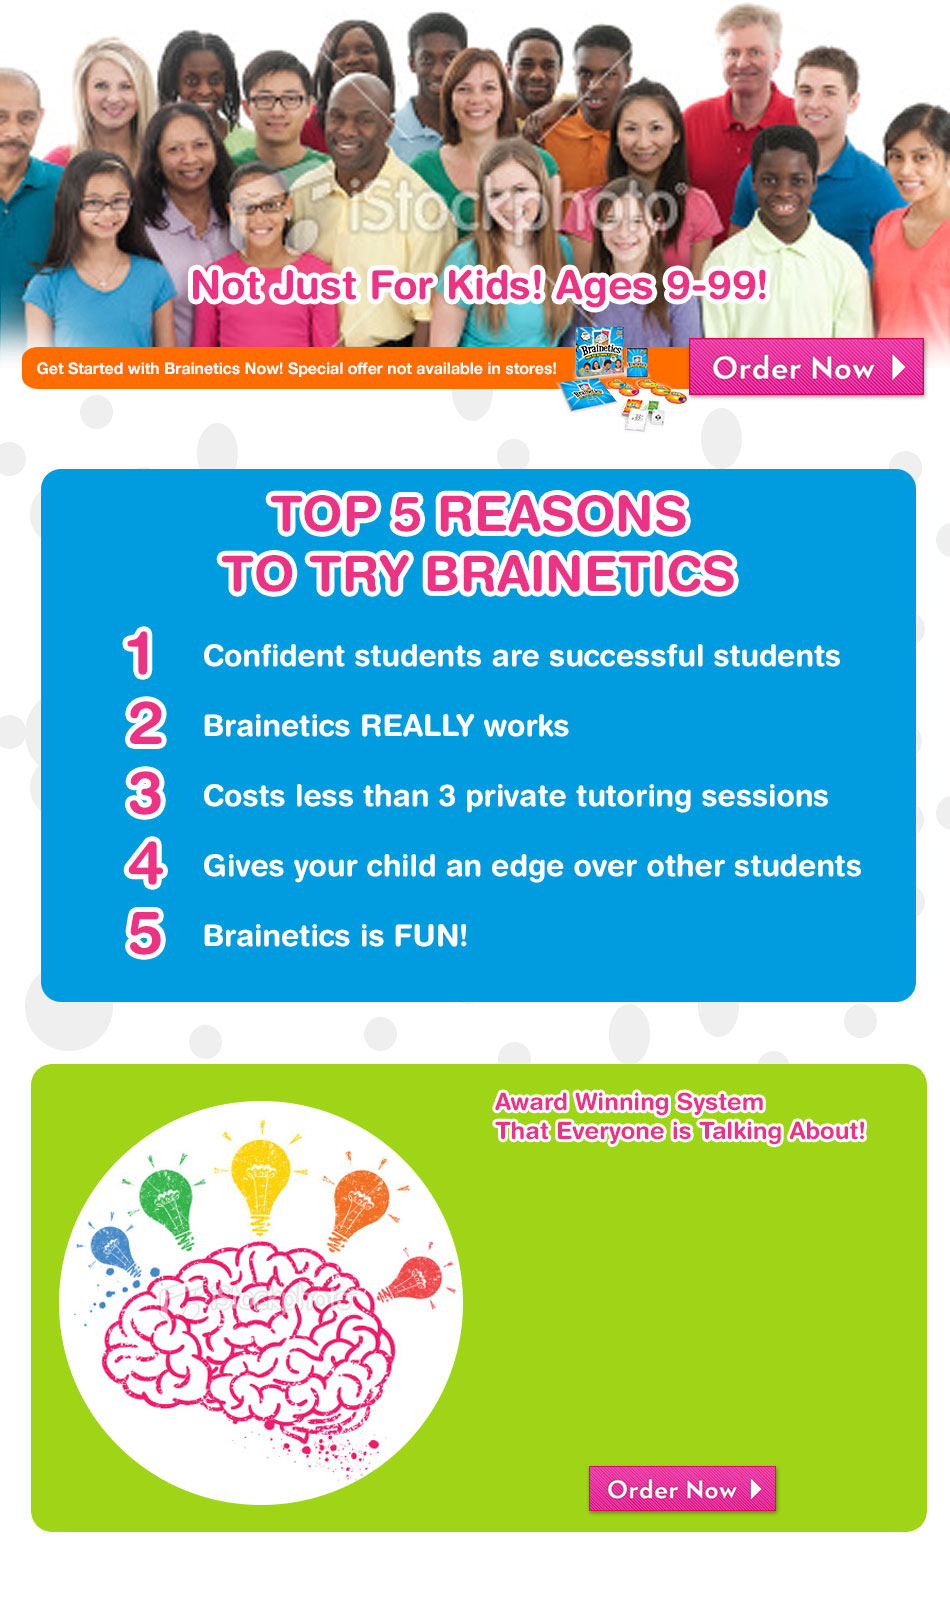 iStockphoto
Not Just For Kids! Ages 9-99!
Get Started with Brainetics Now! Special offer not available in stores!
Brainetics
Order Now
TOP 5 REASONS
TO TRY BRAINETICS
1 Confident students are successful students
2 Brainetics REALLY works
3 Costs less than 3 private tutoring sessions
4 Gives your child an edge over other students
5 Brainetics is FUN!
Award Winning System
That Everyone is Talking About!
iStockphoto
Order Now